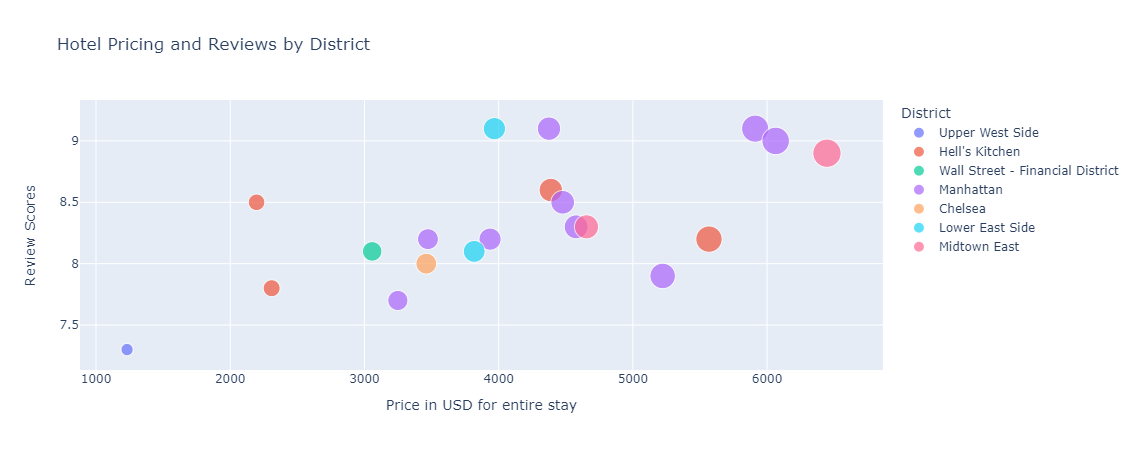 Hotel Pricing and Reviews by District
District
Upper West Side
Hell's Kitchen
Wall Street - Financial District
Manhattan
Chelsea
Lower East Side
Midtown East
Review Scores
9
8.5
8
7.5
1000 2000 3000 4000 5000 6000
Price in USD for entire stay